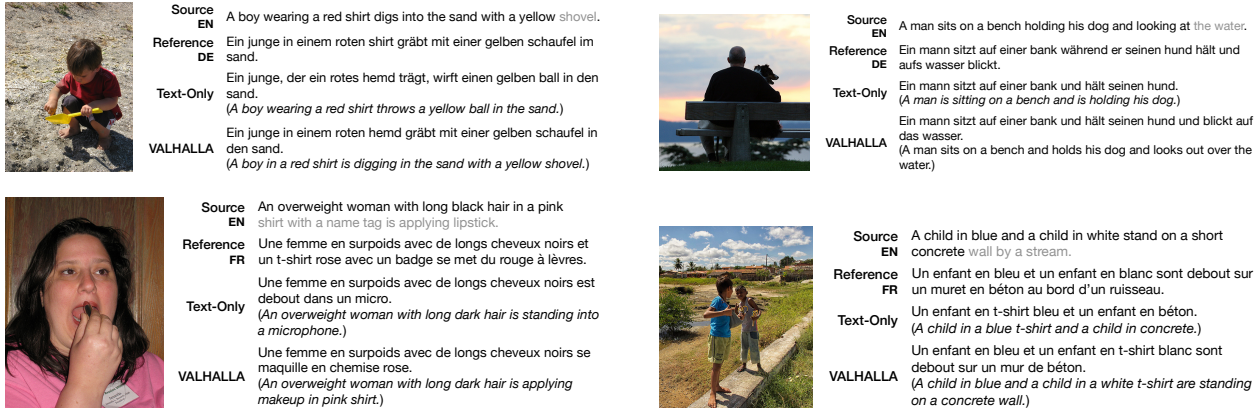 Source EN A boy wearing a red shirt digs into the sand with a yellow shovel.
Reference DE Ein junge in einem roten shirt gräbt mit einer gelben schaufel im
sand.
Text-Only Ein junge, der ein rotes hemd trägt, wirft einen gelben ball in den
sand.
(A boy wearing a red shirt throws a yellow ball in the sand.)
VALHALLA Ein junge in einem roten hemd gräbt mit einer gelben schaufel in
den sand.
(A boy in a red shirt is digging in the sand with a yellow shovel.)
Source EN A man sits on a bench holding his dog and looking at the water.
Reference DE Ein mann sitzt auf einer bank während er seinen hund hält und
aufs wasser blickt.
Text-Only Ein mann sitzt auf einer bank und hält seinen hund.
(A man is sitting on a bench and is holding his dog.)
VALHALLA Ein mann sitzt auf einer bank und hält seinen hund und blickt auf
das wasser.
(A man sits on a bench and holds his dog and looks out over the
water.)
Source EN An overweight woman with long black hair in a pink
shirt with a name tag is applying lipstick.
Reference FR Une femme en surpoids avec de longs cheveux noirs et
un t-shirt rose avec un badge se met du rouge à lèvres.
Text-Only Une femme en surpoids avec de longs cheveux noirs est
debout dans un micro.
(An overweight woman with long dark hair is standing into
a microphone.)
VALHALLA Une femme en surpoids avec de longs cheveux noirs se
maquille en chemise rose.
(An overweight woman with long dark hair is applying
makeup in pink shirt.)
Source EN A child in blue and a child in white stand on a short
concrete wall by a stream.
Reference FR Un enfant en bleu et un enfant en blanc sont debout sur
un muret en béton au bord d'un ruisseau.
Text-Only Un enfant en t-shirt bleu et un enfant en béton.
(A child in a blue t-shirt and a child in concrete.)
VALHALLA Un enfant en bleu et un enfant en t-shirt blanc sont
debout sur un mur de béton.
(A child in blue and a child in a white t-shirt are standing
on a concrete wall.)